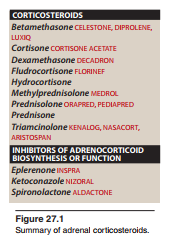 CORTICOSTEROIDS
Betamethasone CELESTONE, DIPROLENE,
LUXIQ
Cortisone CORTISONE ACETATE
Dexamethasone DECADRON
Fludrocortisone FLORINEF
Hydrocortisone
Methylprednisolone MEDROL
Prednisolone ORAPRED, PEDIAPRED
Prednisone
Triamcinolone KENALOG, NASACORT,
ARISTOSPAN
INHIBITORS OF ADRENOCORTICOID
BIOSYNTHESIS OR FUNCTION
Eplerenone INSPRA
Ketoconazole NIZORAL
Spironolactone ALDACTONE
Figure 27.1
Summary of adrenal corticosteroids.